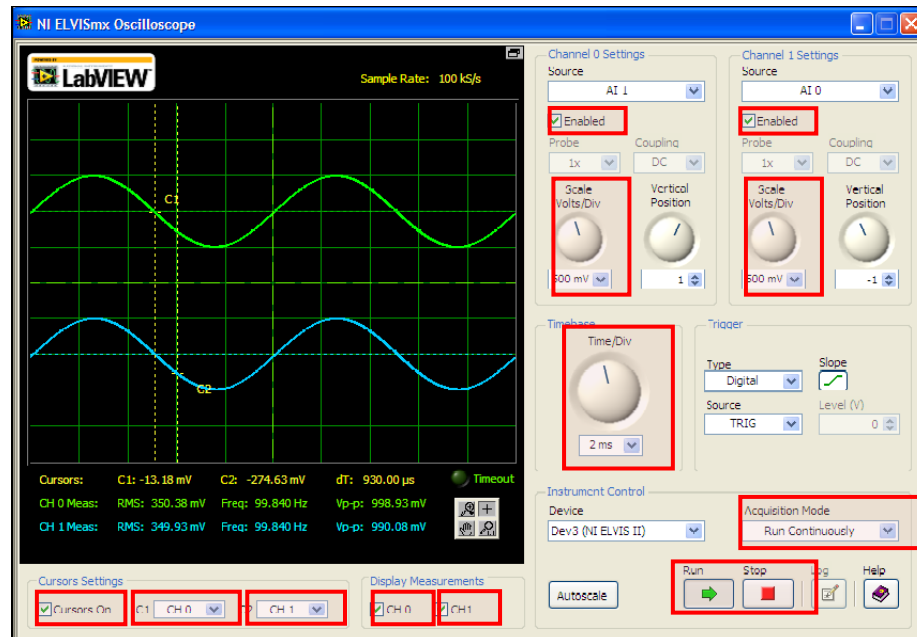 NI ELVISmx Oscilloscope
POWERED BY
LabVIEW
Sample Rate: 100 kS/s
C1
C2
Cursors: C1: -13.18 mV C2: -274.63 mV dT: 930.00 µs Timeout
CH 0 Meas: RMS: 350.38 mV Freq: 99.840 Hz Vp-p: 998.93 mV
CH 1 Meas: RMS: 349.93 mV Freq: 99.840 Hz Vp-p: 990.08 mV
Cursors Settings
Cursors On C1 CH 0 C2 CH 1
Display Measurements
CH 0 CH 1
Channel 0 Settings
Source
AI 1
Enabled
Probe Coupling
1x DC
Scale Vertical
Volts/Div Position
500 mV 1
Channel 1 Settings
Source
AI 0
Enabled
Probe Coupling
1x DC
Scale Vertical
Volts/Div Position
500 mV -1
Timebase
Time/Div
2 ms
Trigger
Type Slope
Digital
Source Level (V)
TRIG 0
Instrument Control
Device Acquisition Mode
Dev3 (NI ELVIS II) Run Continuously
Run Stop Log Help
Autoscale